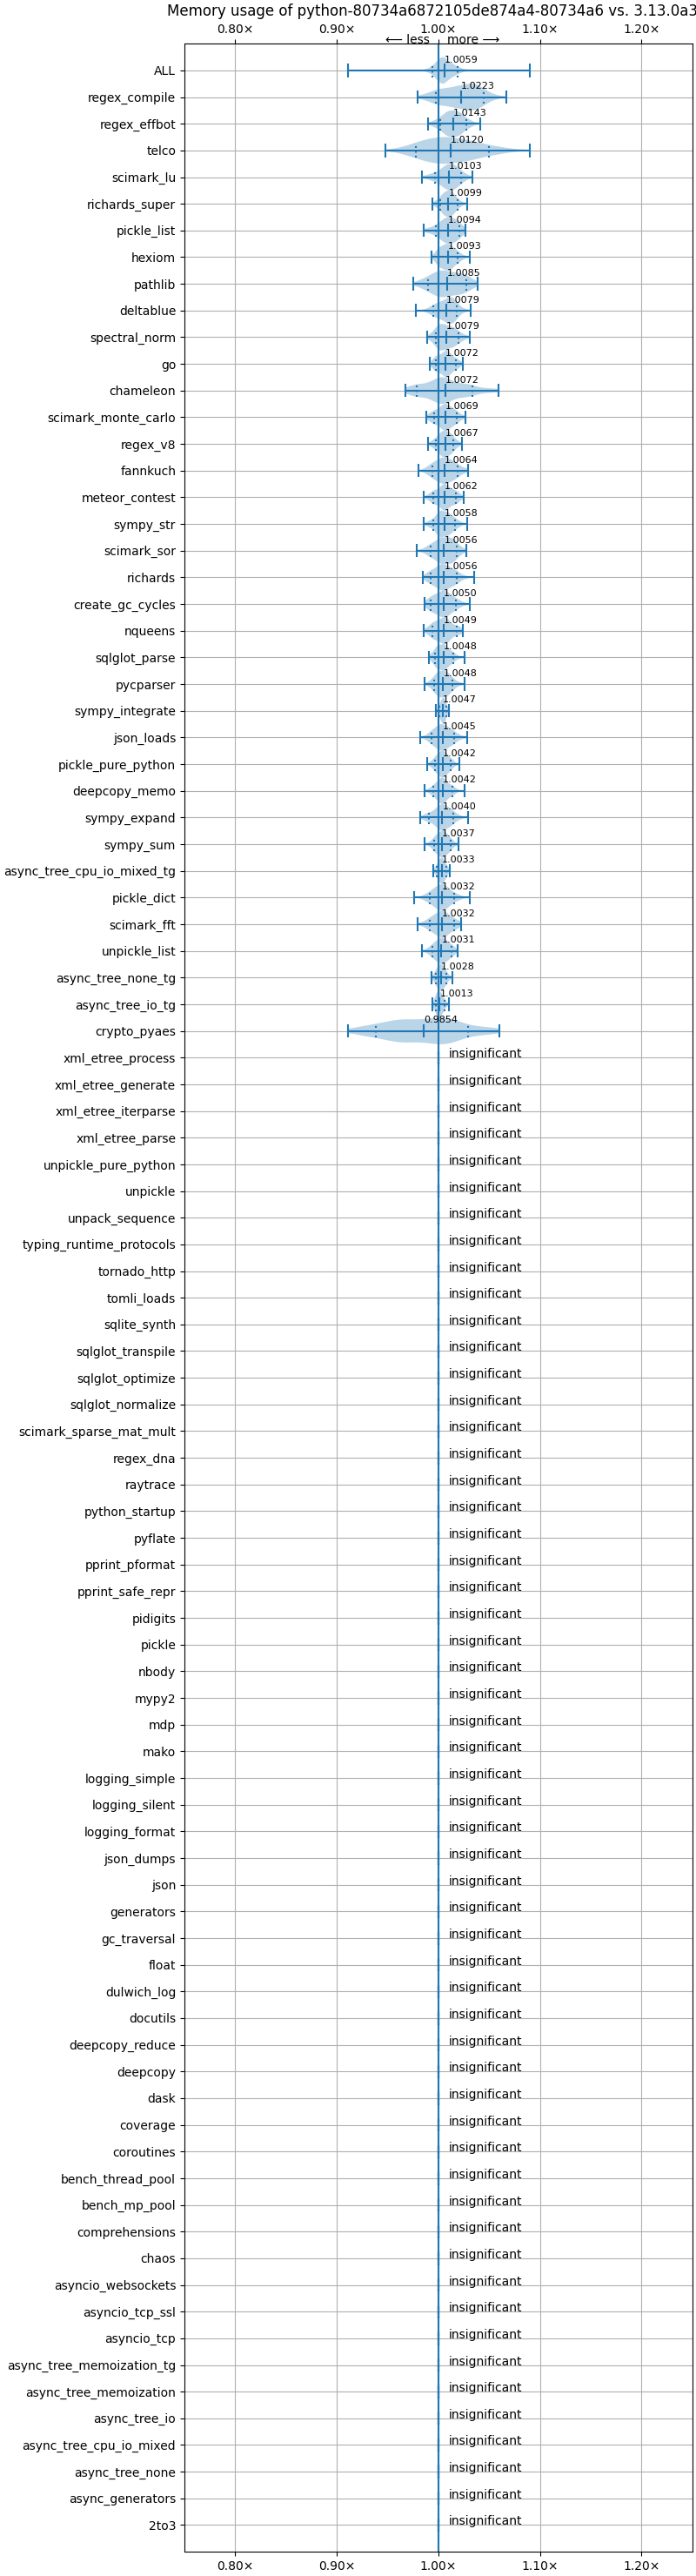 Memory usage of python-80734a6872105de874a4-80734a6 vs. 3.13.0a3
0.80× 0.90× 1.00× 1.10× 1.20×
⟵ less more ⟶
ALL 1.0059
regex_compile 1.0223
regex_effbot 1.0143
telco 1.0120
scimark_lu 1.0103
richards_super 1.0099
pickle_list 1.0094
hexiom 1.0093
pathlib 1.0085
deltablue 1.0079
spectral_norm 1.0079
go 1.0072
chameleon 1.0072
scimark_monte_carlo 1.0069
regex_v8 1.0067
fannkuch 1.0064
meteor_contest 1.0062
sympy_str 1.0058
scimark_sor 1.0056
richards 1.0056
create_gc_cycles 1.0050
nqueens 1.0049
sqlglot_parse 1.0048
pycparser 1.0048
sympy_integrate 1.0047
json_loads 1.0045
pickle_pure_python 1.0042
deepcopy_memo 1.0042
sympy_expand 1.0040
sympy_sum 1.0037
async_tree_cpu_io_mixed_tg 1.0033
pickle_dict 1.0032
scimark_fft 1.0032
unpickle_list 1.0031
async_tree_none_tg 1.0028
async_tree_io_tg 1.0013
crypto_pyaes 0.9854
xml_etree_process insignificant
xml_etree_generate insignificant
xml_etree_iterparse insignificant
xml_etree_parse insignificant
unpickle_pure_python insignificant
unpickle insignificant
unpack_sequence insignificant
typing_runtime_protocols insignificant
tornado_http insignificant
tomli_loads insignificant
sqlite_synth insignificant
sqlglot_transpile insignificant
sqlglot_optimize insignificant
sqlglot_normalize insignificant
scimark_sparse_mat_mult insignificant
regex_dna insignificant
raytrace insignificant
python_startup insignificant
pyflate insignificant
pprint_pformat insignificant
pprint_safe_repr insignificant
pidigits insignificant
pickle insignificant
nbody insignificant
mypy2 insignificant
mdp insignificant
mako insignificant
logging_simple insignificant
logging_silent insignificant
logging_format insignificant
json_dumps insignificant
json insignificant
generators insignificant
gc_traversal insignificant
float insignificant
dulwich_log insignificant
docutils insignificant
deepcopy_reduce insignificant
deepcopy insignificant
dask insignificant
coverage insignificant
coroutines insignificant
bench_thread_pool insignificant
bench_mp_pool insignificant
comprehensions insignificant
chaos insignificant
asyncio_websockets insignificant
asyncio_tcp_ssl insignificant
asyncio_tcp insignificant
async_tree_memoization_tg insignificant
async_tree_memoization insignificant
async_tree_io insignificant
async_tree_cpu_io_mixed insignificant
async_tree_none insignificant
async_generators insignificant
2to3 insignificant
0.80× 0.90× 1.00× 1.10× 1.20×